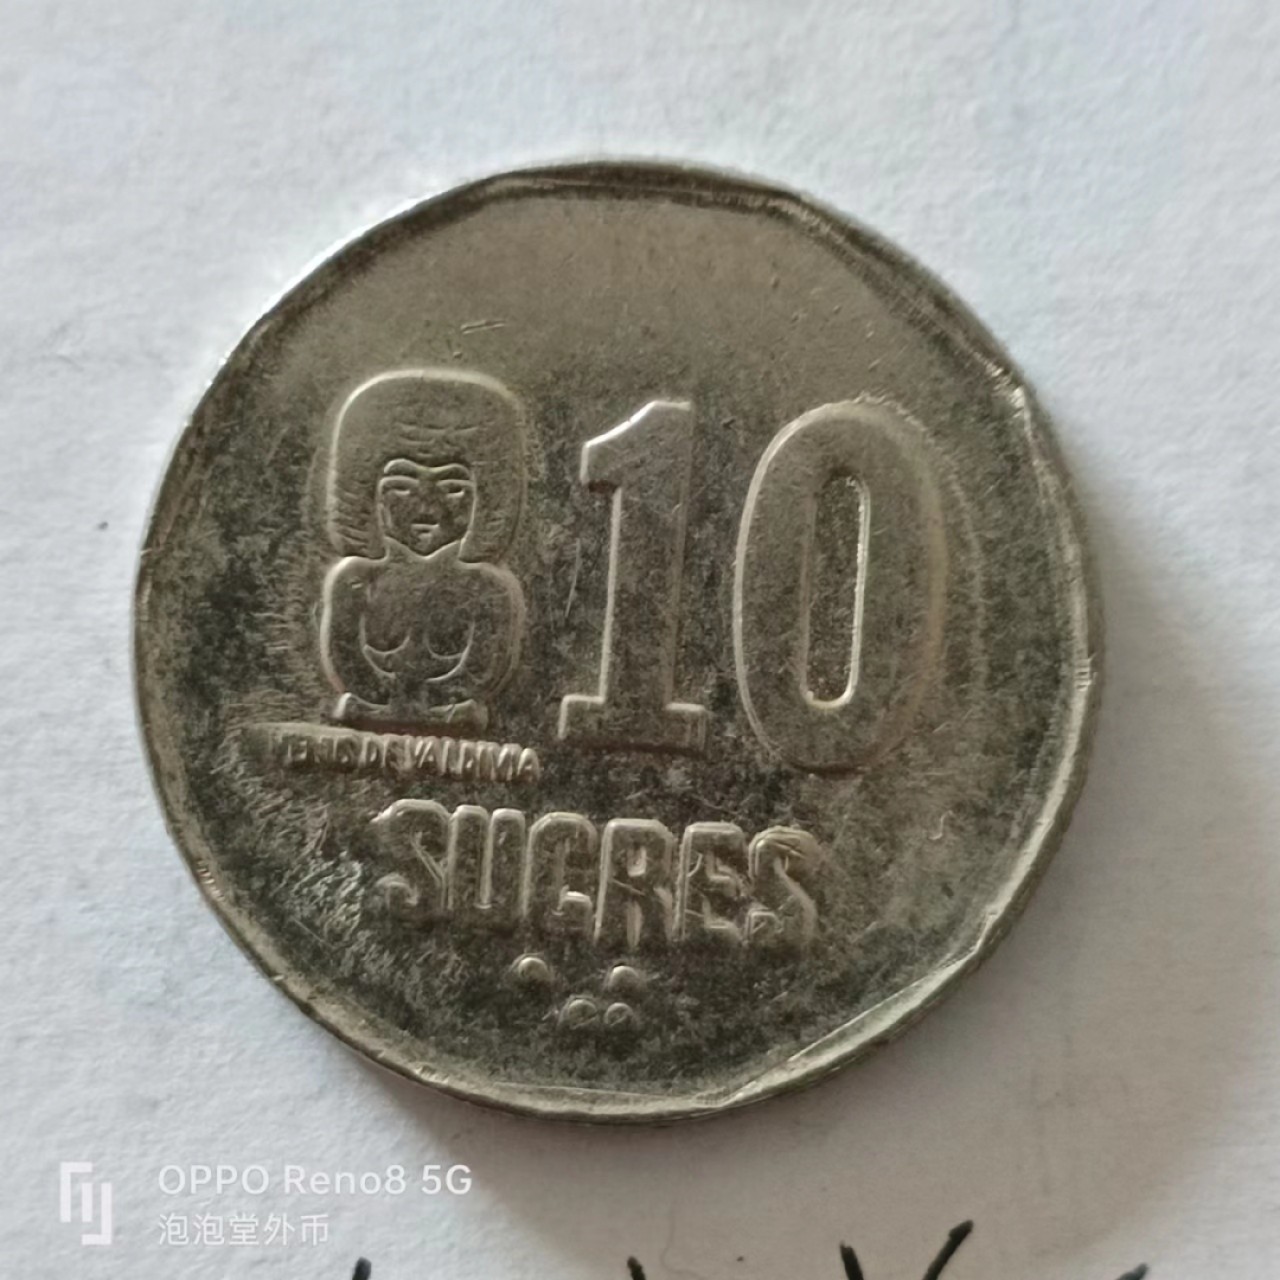 10
VENUS DE VALDIVIA
SUCRES
OPPO Reno8 5G
泡泡堂外币